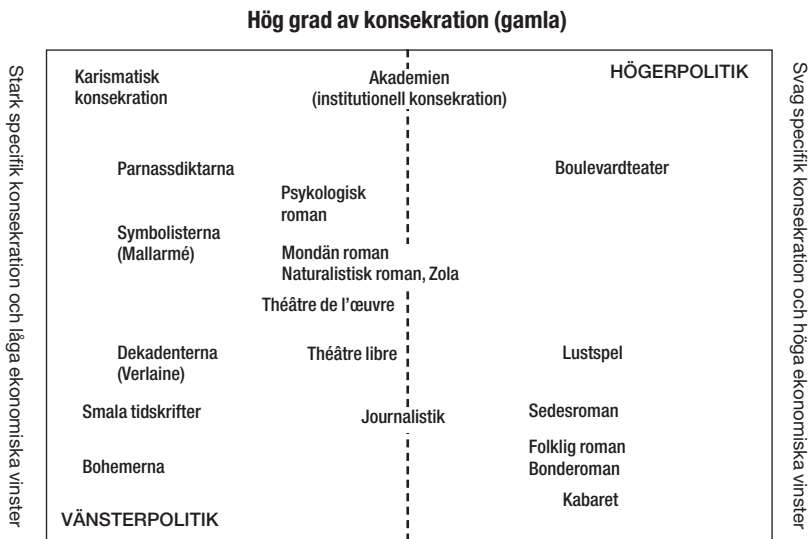 Hög grad av konsekration (gamla)
Stark specifik konsekration och låga ekonomiska vinster
Karismatisk
konsekration
Akademien
(institutionell konsekration)
HÖGERPOLITIK
Parnassdiktarna
Boulevardteater
Psykologisk
roman
Symbolisterna
(Mallarmé)
Mondän roman
Naturalistisk roman, Zola
Théâtre de l’œuvre
Dekadenterna
(Verlaine)
Théâtre libre
Lustspel
Smala tidskrifter
Journalistik
Sedesroman
Folklig roman
Bonderoman
Bohemerna
Kabaret
VÄNSTERPOLITIK
Svag specifik konsekration och höga ekonomiska vinster